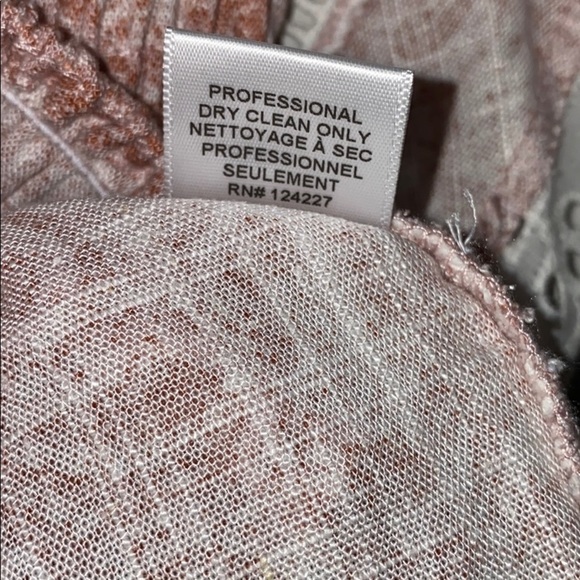 PROFESSIONAL
DRY CLEAN ONLY
NETTOYAGE À SEC
PROFESSIONNEL
SEULEMENT
RN# 124227